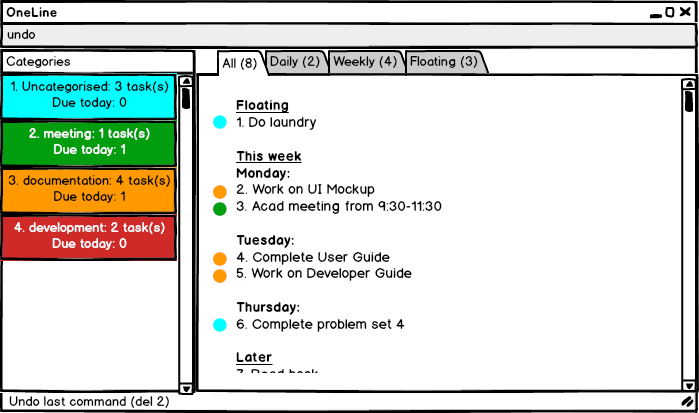 OneLine
undo
Categories
All (8)
Daily (2)
Weekly (4)
Floating (3)
1. Uncategorised: 3 task(s)
Due today: 0
2. meeting: 1 task(s)
Due today: 1
3. documentation: 4 task(s)
Due today: 1
4. development: 2 task(s)
Due today: 0
Floating
1. Do laundry
This week
Monday:
2. Work on UI Mockup
3. Acad meeting from 9:30-11:30
Tuesday:
4. Complete User Guide
5. Work on Developer Guide
Thursday:
6. Complete problem set 4
Later
Undo last command (del 2)